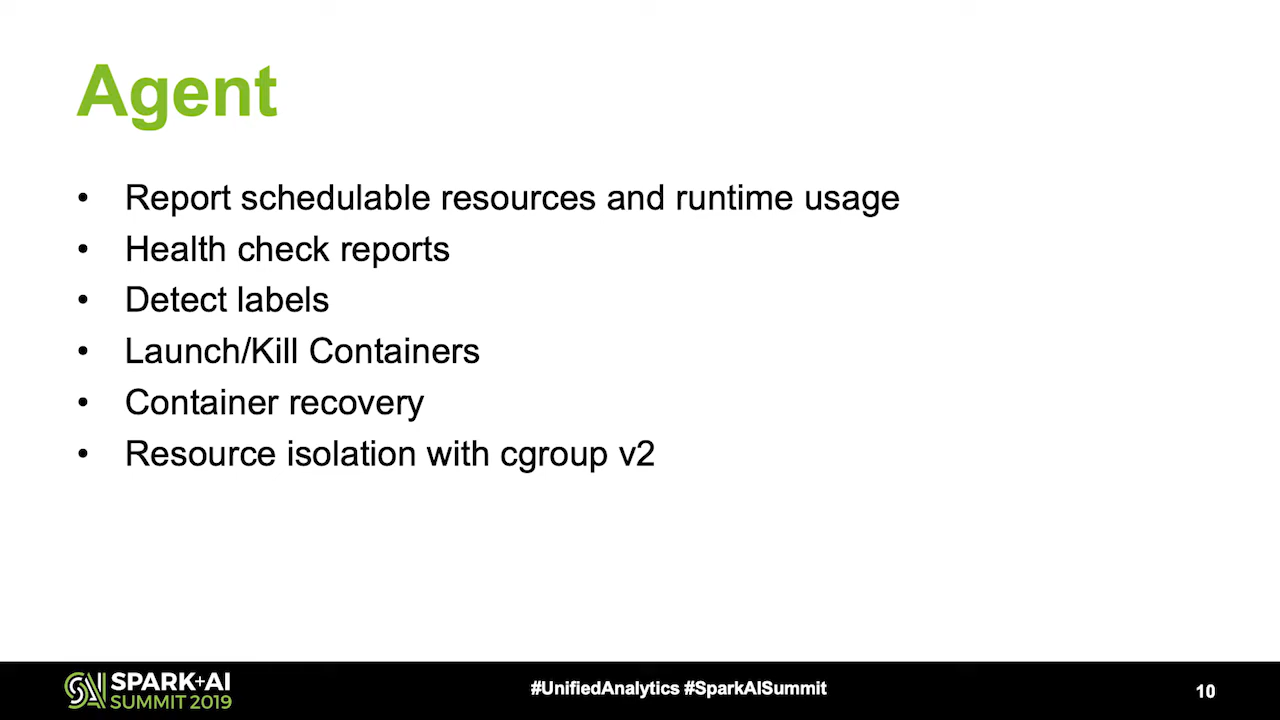 Agent
• Report schedulable resources and runtime usage
• Health check reports
• Detect labels
• Launch/Kill Containers
• Container recovery
• Resource isolation with cgroup v2
SPARK+AI
SUMMIT 2019
#UnifiedAnalytics #SparkAISummit
10